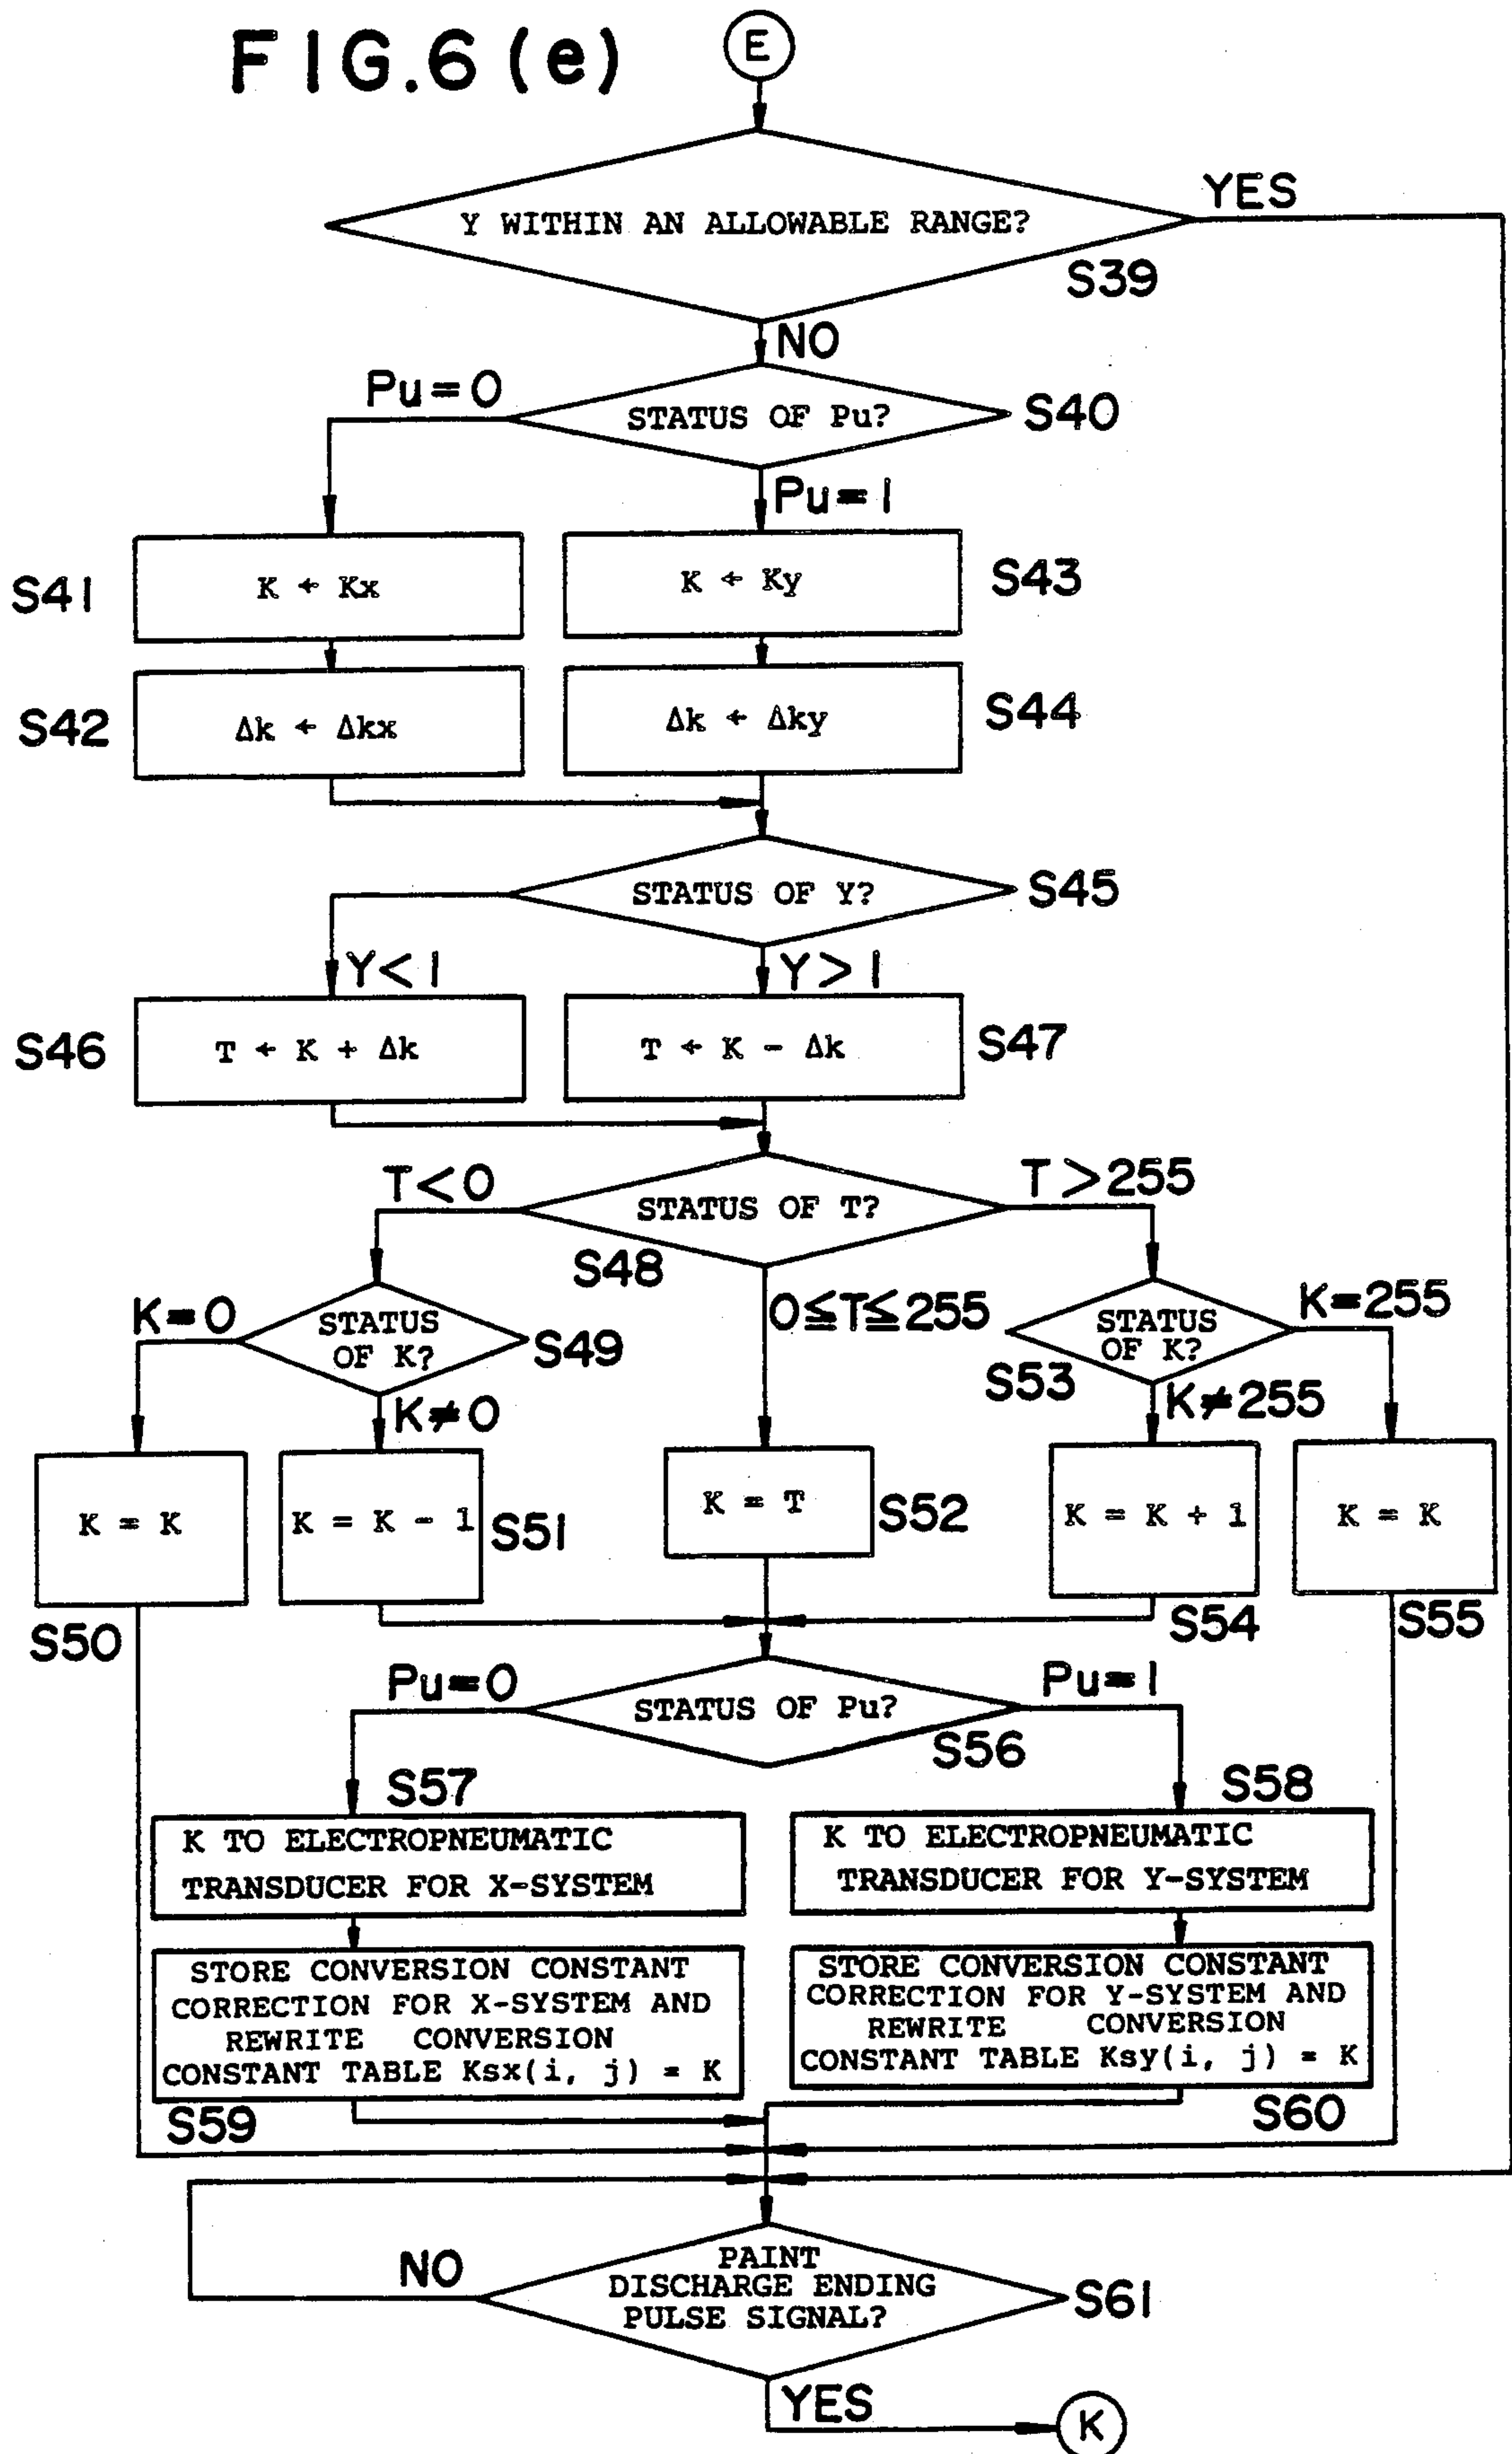 FIG.6(e)
E
Y WITHIN AN ALLOWABLE RANGE?
YES
S39
NO
Pu=0
STATUS OF Pu?
S40
Pu=1
S41
K ← Kx
K ← Ky
S43
S42
Δk ← Δkx
Δk ← Δky
S44
STATUS OF Y?
S45
Y<1
Y>1
S46
T ← K + Δk
T ← K - Δk
S47
T<0
STATUS OF T?
T>255
S48
K=0
STATUS
OF K?
S49
0≦T≦255
STATUS
OF K?
K=255
S53
K≠0
K≠255
K = K
K = K - 1
S51
K = T
S52
K = K + 1
K = K
S50
S54
S55
Pu=0
STATUS OF Pu?
Pu=1
S56
S57
S58
K TO ELECTROPNEUMATIC
TRANSDUCER FOR X-SYSTEM
K TO ELECTROPNEUMATIC
TRANSDUCER FOR Y-SYSTEM
STORE CONVERSION CONSTANT
CORRECTION FOR X-SYSTEM AND
REWRITE CONVERSION
CONSTANT TABLE Ksx(i, j) = K
STORE CONVERSION CONSTANT
CORRECTION FOR Y-SYSTEM AND
REWRITE CONVERSION
CONSTANT TABLE Ksy(i, j) = K
S59
S60
NO
PAINT
DISCHARGE ENDING
PULSE SIGNAL?
S61
YES
K